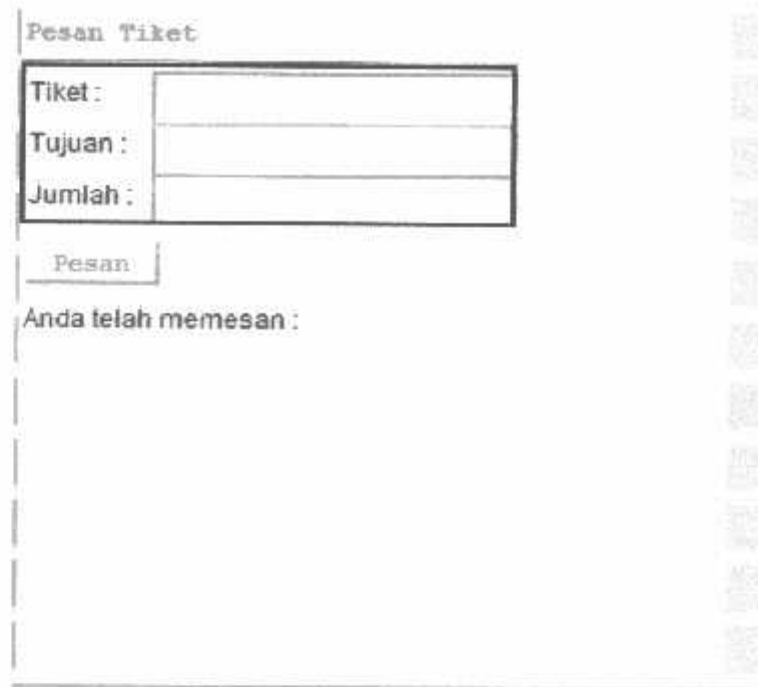 Pesan Tiket
Tiket :
Tujuan :
Jumlah :
Pesan
Anda telah memesan :